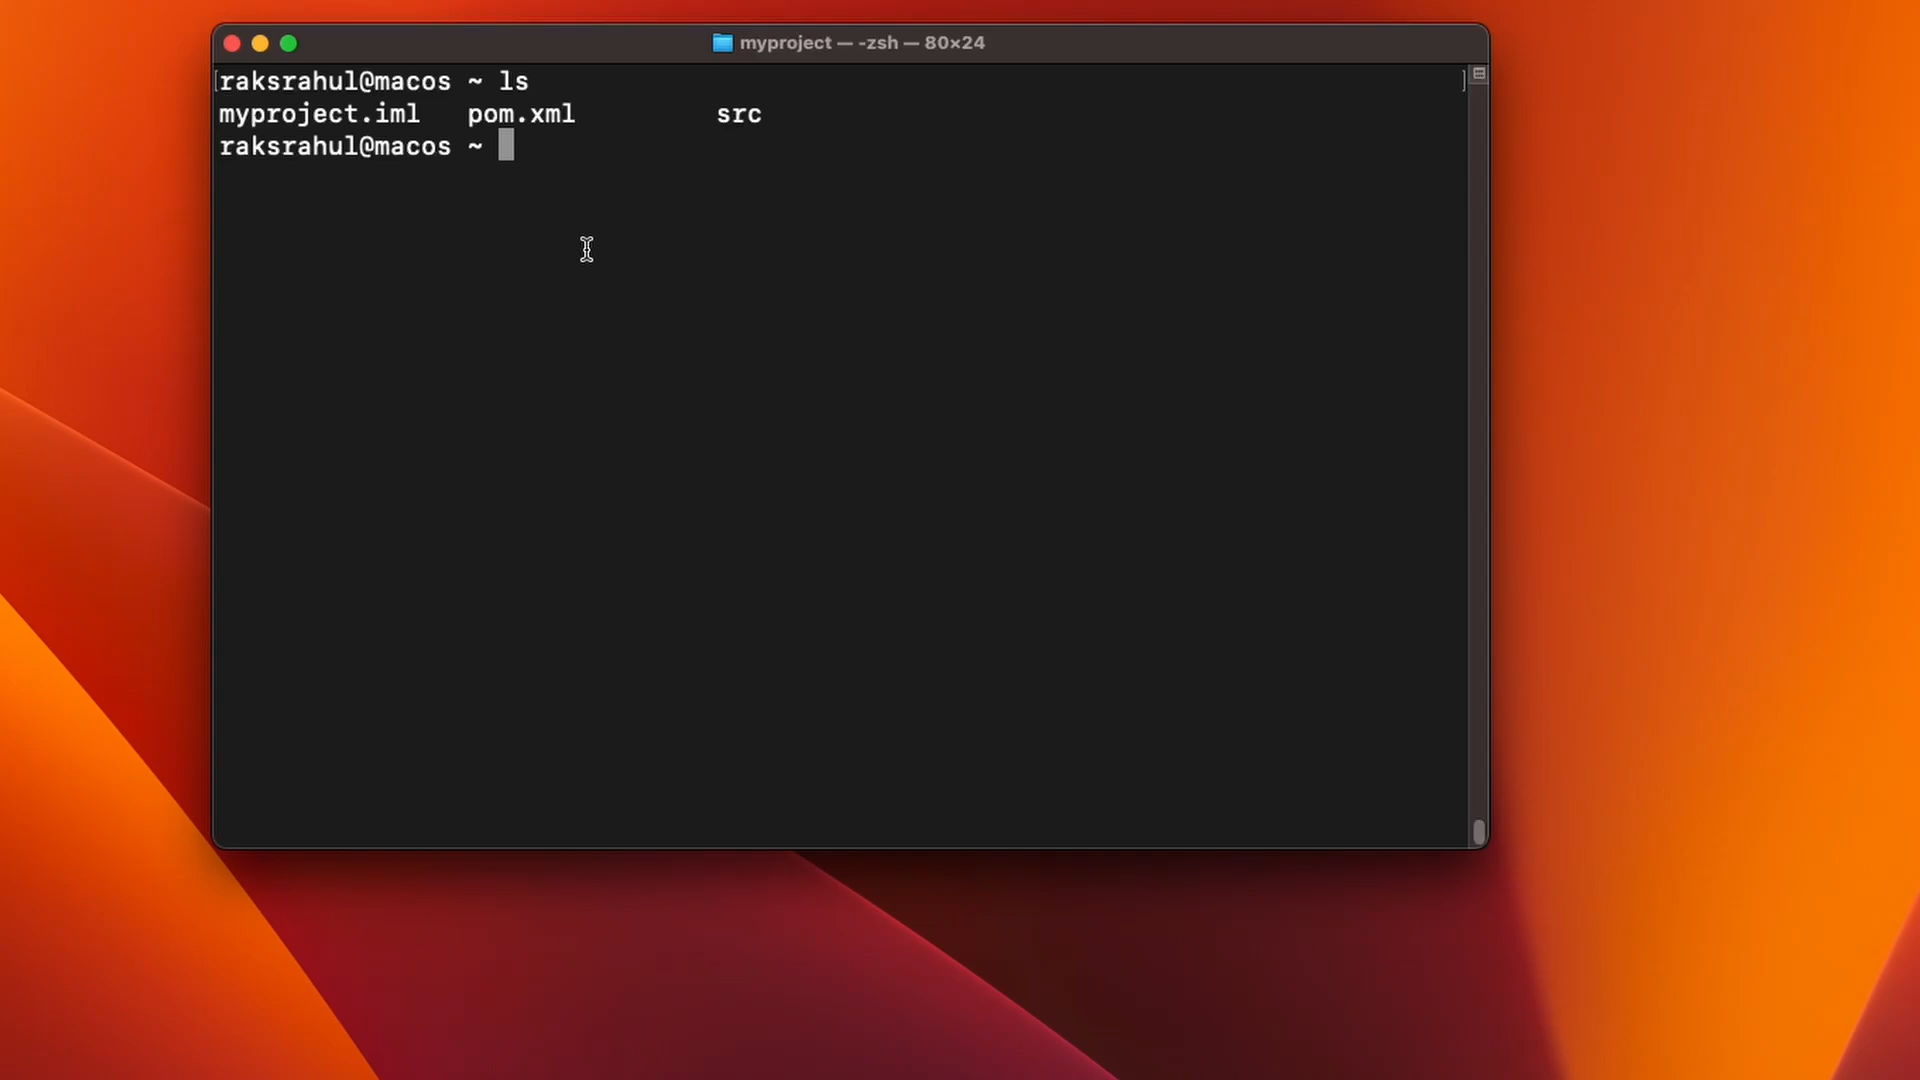 myproject — -zsh — 80×24
raksrahul@macos ~ ls
myproject.iml pom.xml src
raksrahul@macos ~